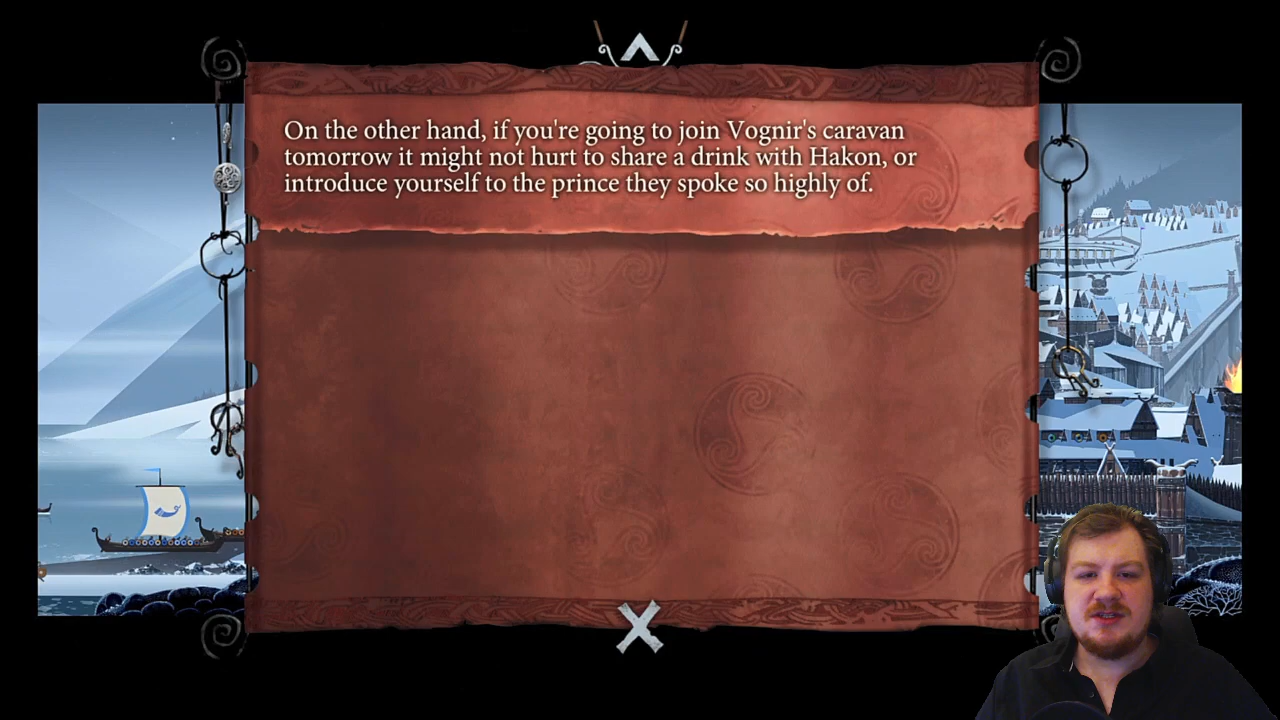 On the other hand, if you're going to join Vognir's caravan
tomorrow it might not hurt to share a drink with Hakon, or
introduce yourself to the prince they spoke so highly of.